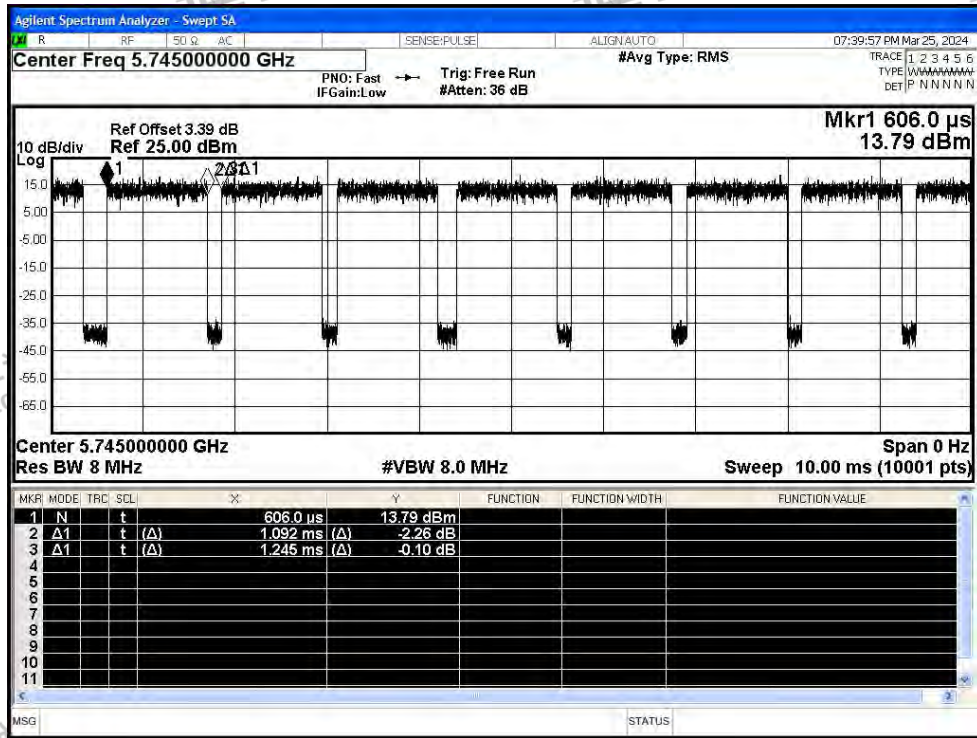 Agilent Spectrum Analyzer - Swept SA
LXI R RF 50 Ω AC SENSE:PULSE ALIGN AUTO 07:39:57 PM Mar 25, 2024
Center Freq 5.745000000 GHz
PNO: Fast
IFGain:Low
Trig: Free Run
#Atten: 36 dB
#Avg Type: RMS
TRACE 1 2 3 4 5 6
TYPE WWWWWW
DET P N N N N N
Mkr1 606.0 µs
13.79 dBm
Ref Offset 3.39 dB
10 dB/div Ref 25.00 dBm
Log
1
15.0
5.00
-5.00
-15.0
-25.0
-35.0
-45.0
-55.0
-65.0
Center 5.745000000 GHz Span 0 Hz
Res BW 8 MHz #VBW 8.0 MHz Sweep 10.00 ms (10001 pts)
MKR MODE TRC SCL X Y FUNCTION FUNCTION WIDTH FUNCTION VALUE
1 N t 606.0 µs 13.79 dBm
2 Δ1 t (Δ) 1.092 ms (Δ) -2.26 dB
3 Δ1 t (Δ) 1.245 ms (Δ) -0.10 dB
4
5
6
7
8
9
10
11
MSG STATUS